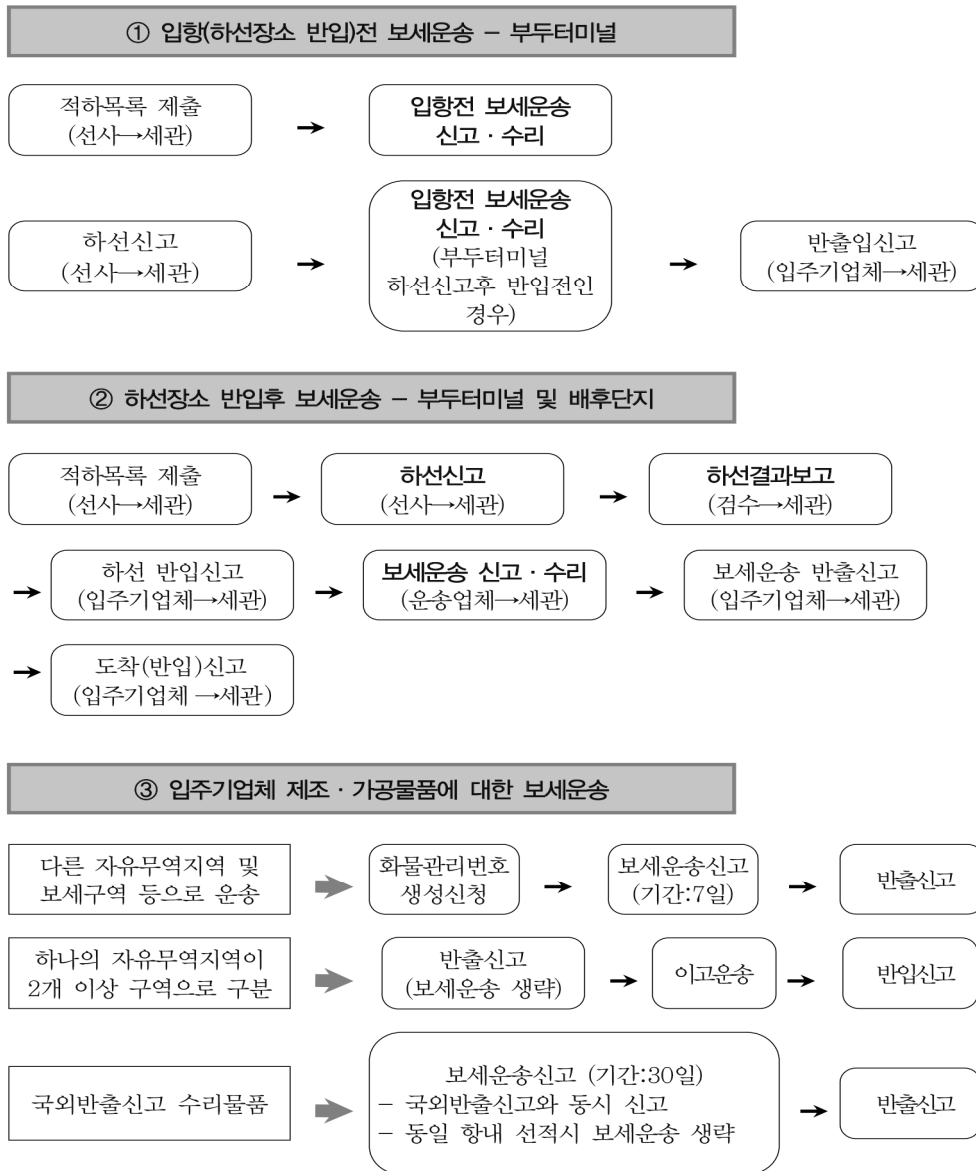 ① 입항(하선장소 반입)전 보세운송 – 부두터미널
적하목록 제출
(선사→세관)
→
입항전 보세운송
신고 · 수리
하선신고
(선사→세관)
→
입항전 보세운송
신고 · 수리
(부두터미널
하선신고후 반입전인
경우)
→
반출입신고
(입주기업체→세관)
② 하선장소 반입후 보세운송 – 부두터미널 및 배후단지
적하목록 제출
(선사→세관)
→
하선신고
(선사→세관)
→
하선결과보고
(검수→세관)
→
하선 반입신고
(입주기업체→세관)
→
보세운송 신고 · 수리
(운송업체→세관)
→
보세운송 반출신고
(입주기업체→세관)
→
도착(반입)신고
(입주기업체 →세관)
③ 입주기업체 제조 · 가공물품에 대한 보세운송
다른 자유무역지역 및
보세구역 등으로 운송
화물관리번호
생성신청
→
보세운송신고
(기간:7일)
→
반출신고
하나의 자유무역지역이
2개 이상 구역으로 구분
반출신고
(보세운송 생략)
→
이고운송
→
반입신고
국외반출신고 수리물품
보세운송신고 (기간:30일)
– 국외반출신고와 동시 신고
– 동일 항내 선적시 보세운송 생략
→
반출신고